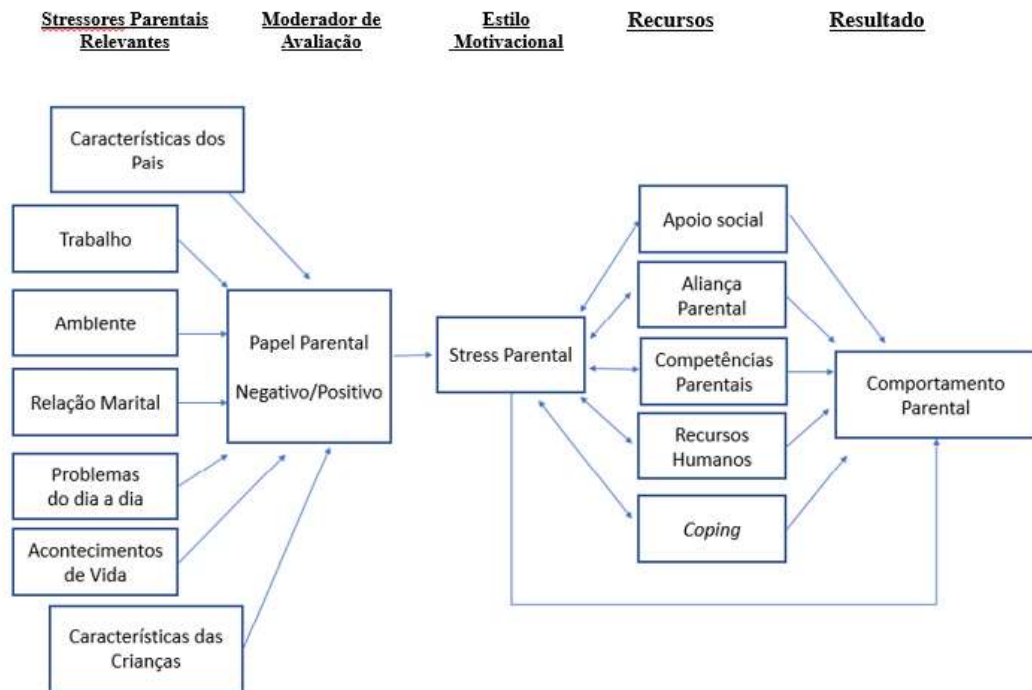 Stressores Parentais
Relevantes
Moderador de
Avaliação
Estilo
Motivacional
Recursos
Resultado
Características dos
Pais
Trabalho
Ambiente
Relação Marital
Problemas
do dia a dia
Acontecimentos
de Vida
Características das
Crianças
Papel Parental
Negativo/Positivo
Stress Parental
Apoio social
Aliança
Parental
Competências
Parentais
Recursos
Humanos
Coping
Comportamento
Parental